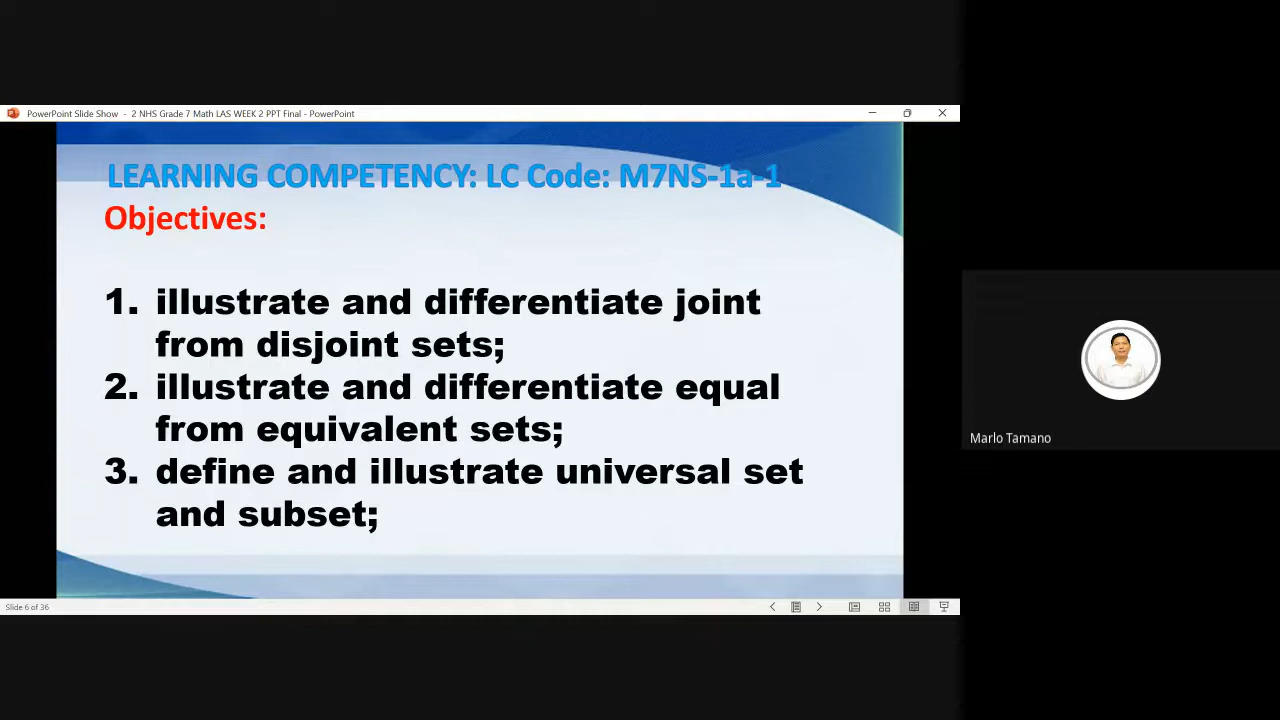 PowerPoint Slide Show - 2 NHS Grade 7 Math LAS WEEK 2 PPT Final - PowerPoint
LEARNING COMPETENCY: LC Code: M7NS-1a-1
Objectives:
1. illustrate and differentiate joint
from disjoint sets;
2. illustrate and differentiate equal
from equivalent sets;
3. define and illustrate universal set
and subset;
Marlo Tamano
Slide 6 of 36